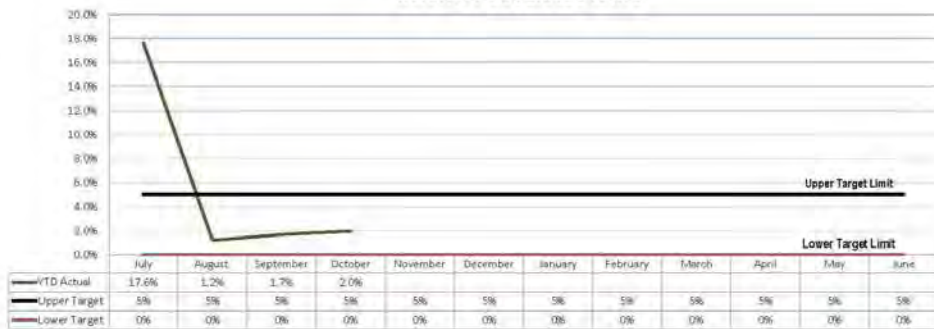 20.0%
18.0%
16.0%
14.0%
12.0%
10.0%
8.0%
6.0%
Upper Target Limit
4.0%
2.0%
Lower Target Limit
0.0%
July August September October November December January February March April May June
YTD Actual 17.6% 1.2% 1.7% 2.0%
Upper Target 5% 5% 5% 5% 5% 5% 5% 5% 5% 5% 5% 5%
Lower Target 0% 0% 0% 0% 0% 0% 0% 0% 0% 0% 0% 0%